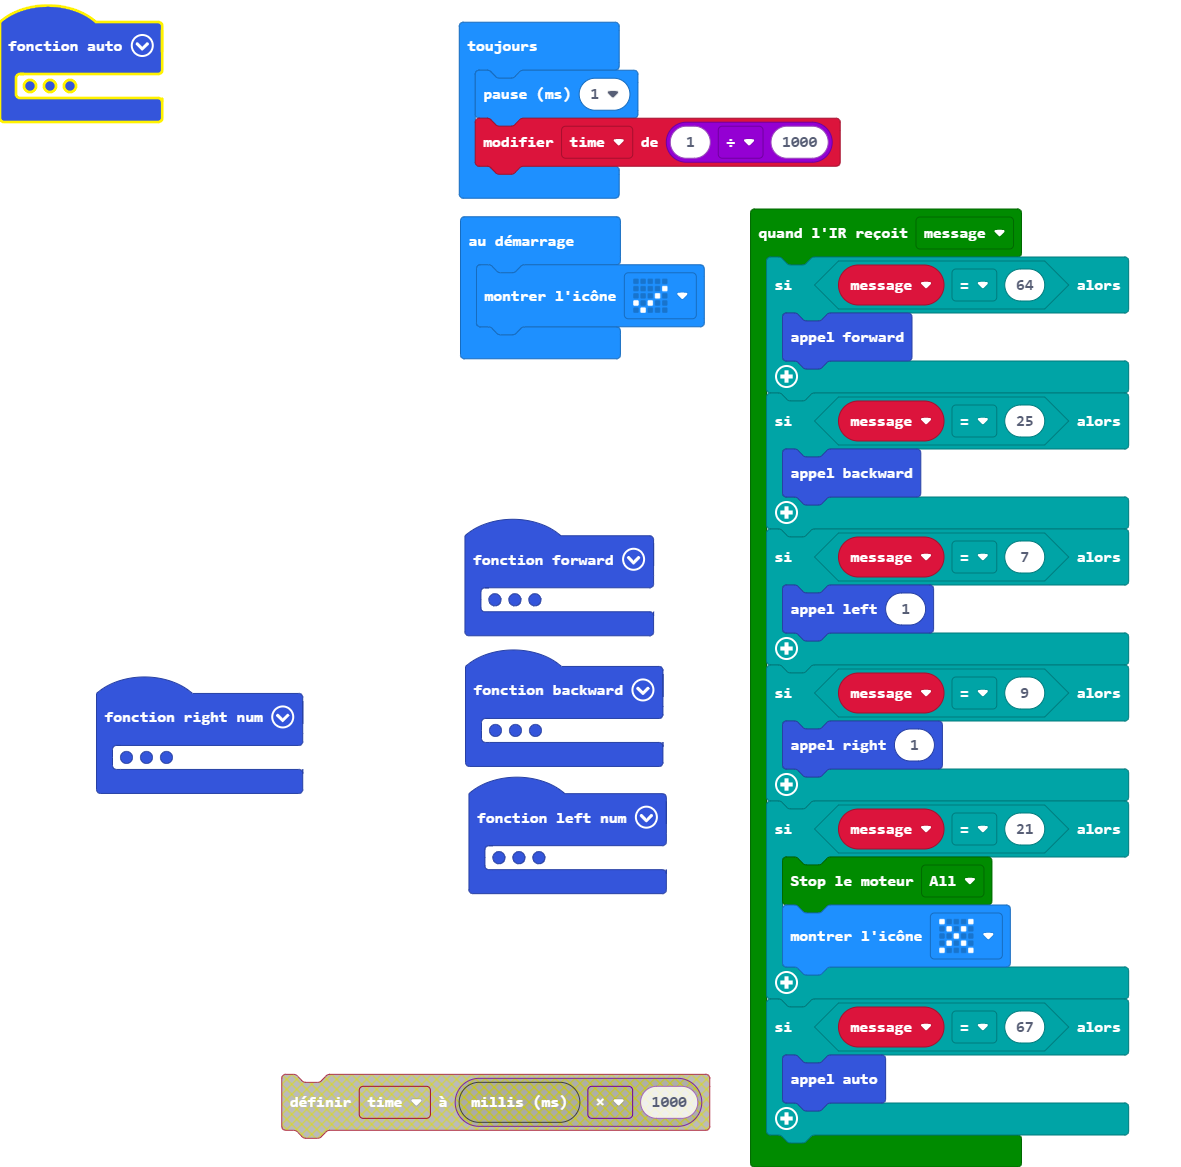 fonction auto
toujours
pause (ms) 1
modifier time de 1 ÷ 1000
au démarrage
montrer l'icône
quand l'IR reçoit message
si message = 64 alors
appel forward
si message = 25 alors
appel backward
si message = 7 alors
appel left 1
si message = 9 alors
appel right 1
si message = 21 alors
Stop le moteur All
montrer l'icône
si message = 67 alors
appel auto
fonction forward
fonction backward
fonction right num
fonction left num
définir time à millis (ms) × 1000